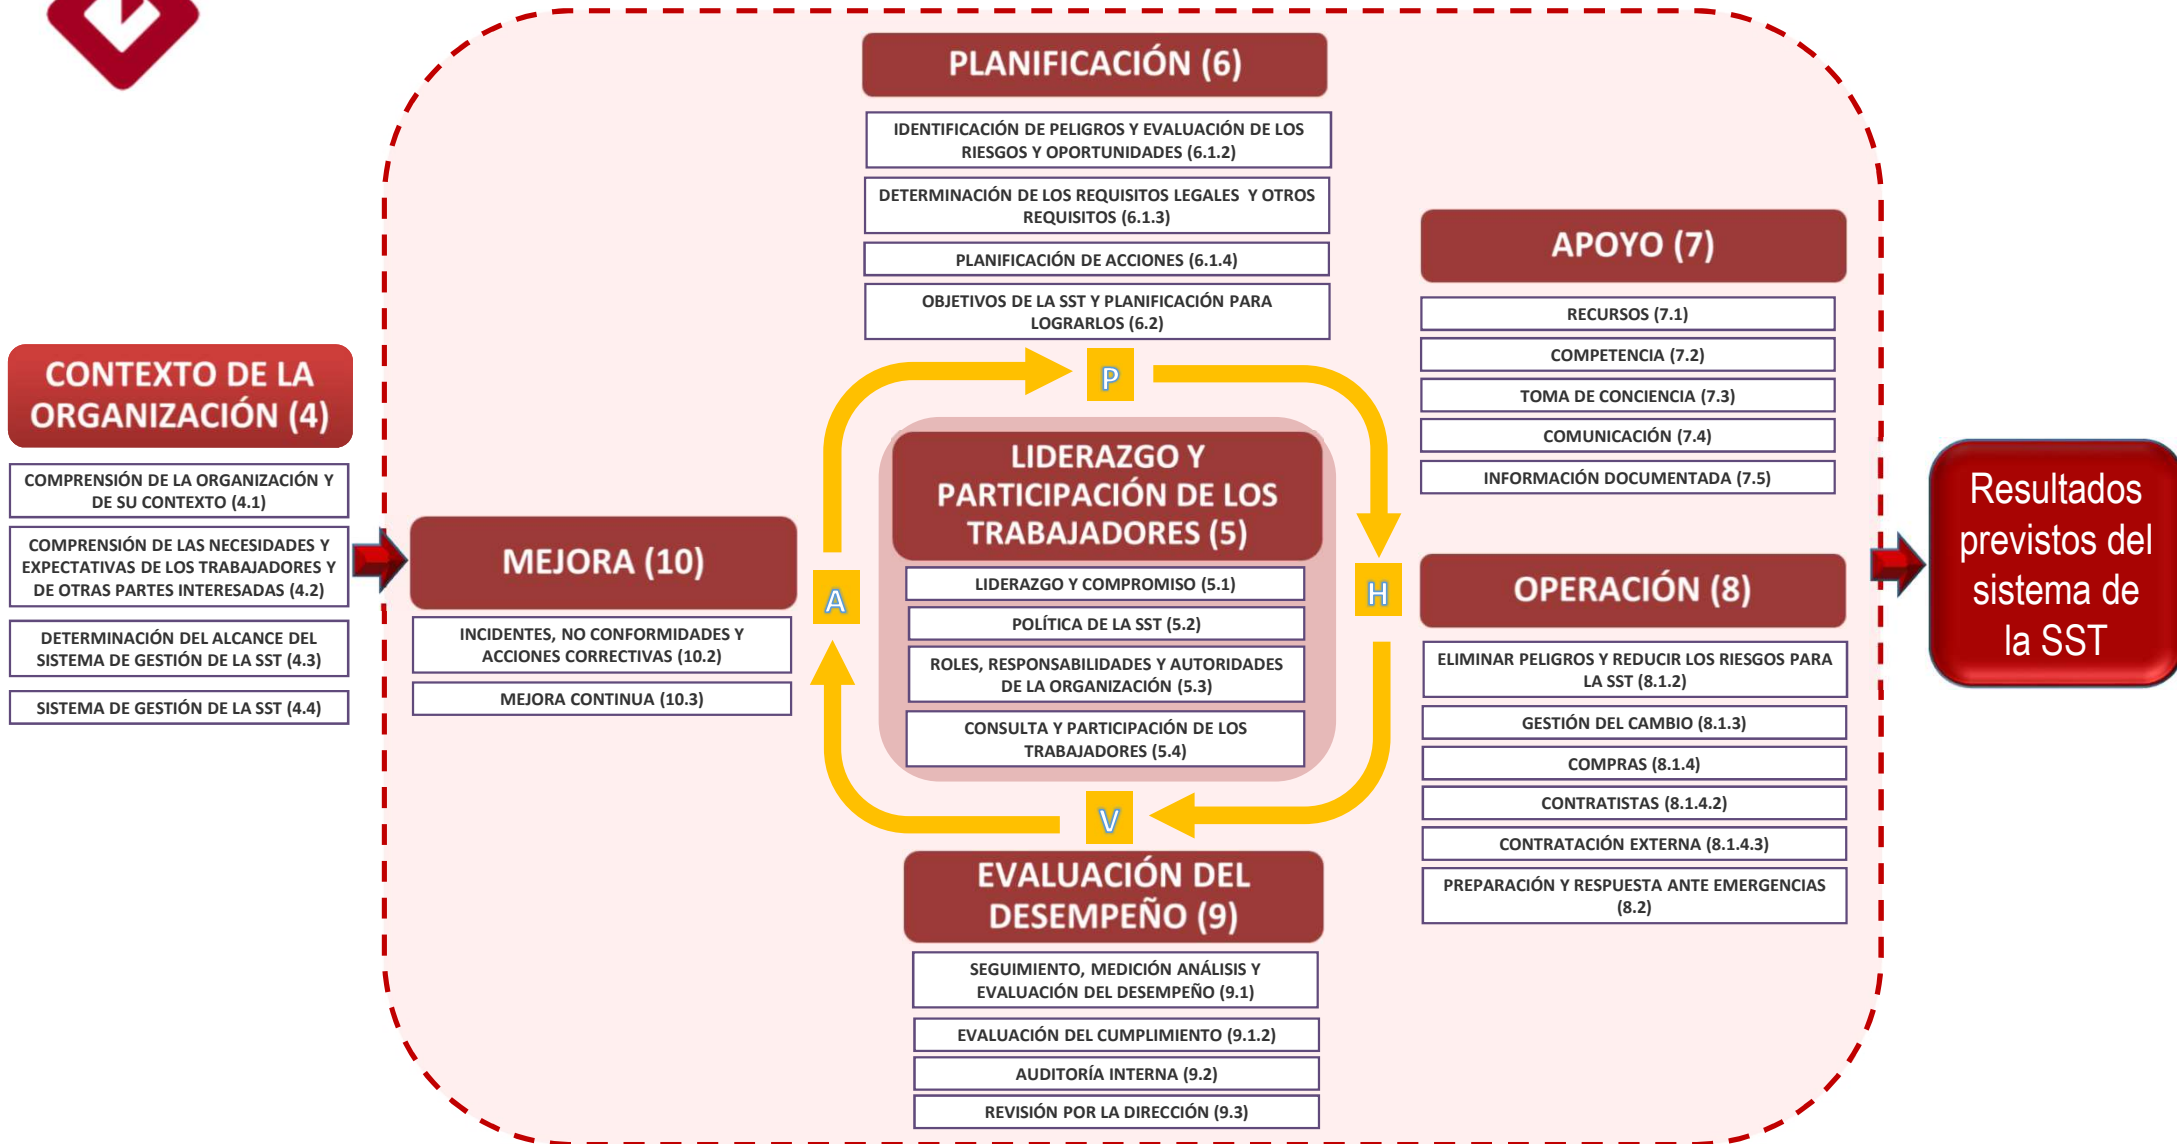 PLANIFICACIÓN (6)
IDENTIFICACIÓN DE PELIGROS Y EVALUACIÓN DE LOS
RIESGOS Y OPORTUNIDADES (6.1.2)
DETERMINACIÓN DE LOS REQUISITOS LEGALES Y OTROS
REQUISITOS (6.1.3)
PLANIFICACIÓN DE ACCIONES (6.1.4)
OBJETIVOS DE LA SST Y PLANIFICACIÓN PARA
LOGRARLOS (6.2)
CONTEXTO DE LA
ORGANIZACIÓN (4)
COMPRENSIÓN DE LA ORGANIZACIÓN Y
DE SU CONTEXTO (4.1)
COMPRENSIÓN DE LAS NECESIDADES Y
EXPECTATIVAS DE LOS TRABAJADORES Y
DE OTRAS PARTES INTERESADAS (4.2)
DETERMINACIÓN DEL ALCANCE DEL
SISTEMA DE GESTIÓN DE LA SST (4.3)
SISTEMA DE GESTIÓN DE LA SST (4.4)
MEJORA (10)
INCIDENTES, NO CONFORMIDADES Y
ACCIONES CORRECTIVAS (10.2)
MEJORA CONTINUA (10.3)
P
A
H
V
LIDERAZGO Y
PARTICIPACIÓN DE LOS
TRABAJADORES (5)
LIDERAZGO Y COMPROMISO (5.1)
POLÍTICA DE LA SST (5.2)
ROLES, RESPONSABILIDADES Y AUTORIDADES
DE LA ORGANIZACIÓN (5.3)
CONSULTA Y PARTICIPACIÓN DE LOS
TRABAJADORES (5.4)
APOYO (7)
RECURSOS (7.1)
COMPETENCIA (7.2)
TOMA DE CONCIENCIA (7.3)
COMUNICACIÓN (7.4)
INFORMACIÓN DOCUMENTADA (7.5)
OPERACIÓN (8)
ELIMINAR PELIGROS Y REDUCIR LOS RIESGOS PARA
LA SST (8.1.2)
GESTIÓN DEL CAMBIO (8.1.3)
COMPRAS (8.1.4)
CONTRATISTAS (8.1.4.2)
CONTRATACIÓN EXTERNA (8.1.4.3)
PREPARACIÓN Y RESPUESTA ANTE EMERGENCIAS
(8.2)
EVALUACIÓN DEL
DESEMPEÑO (9)
SEGUIMIENTO, MEDICIÓN ANÁLISIS Y
EVALUACIÓN DEL DESEMPEÑO (9.1)
EVALUACIÓN DEL CUMPLIMIENTO (9.1.2)
AUDITORÍA INTERNA (9.2)
REVISIÓN POR LA DIRECCIÓN (9.3)
Resultados
previstos del
sistema de
la SST